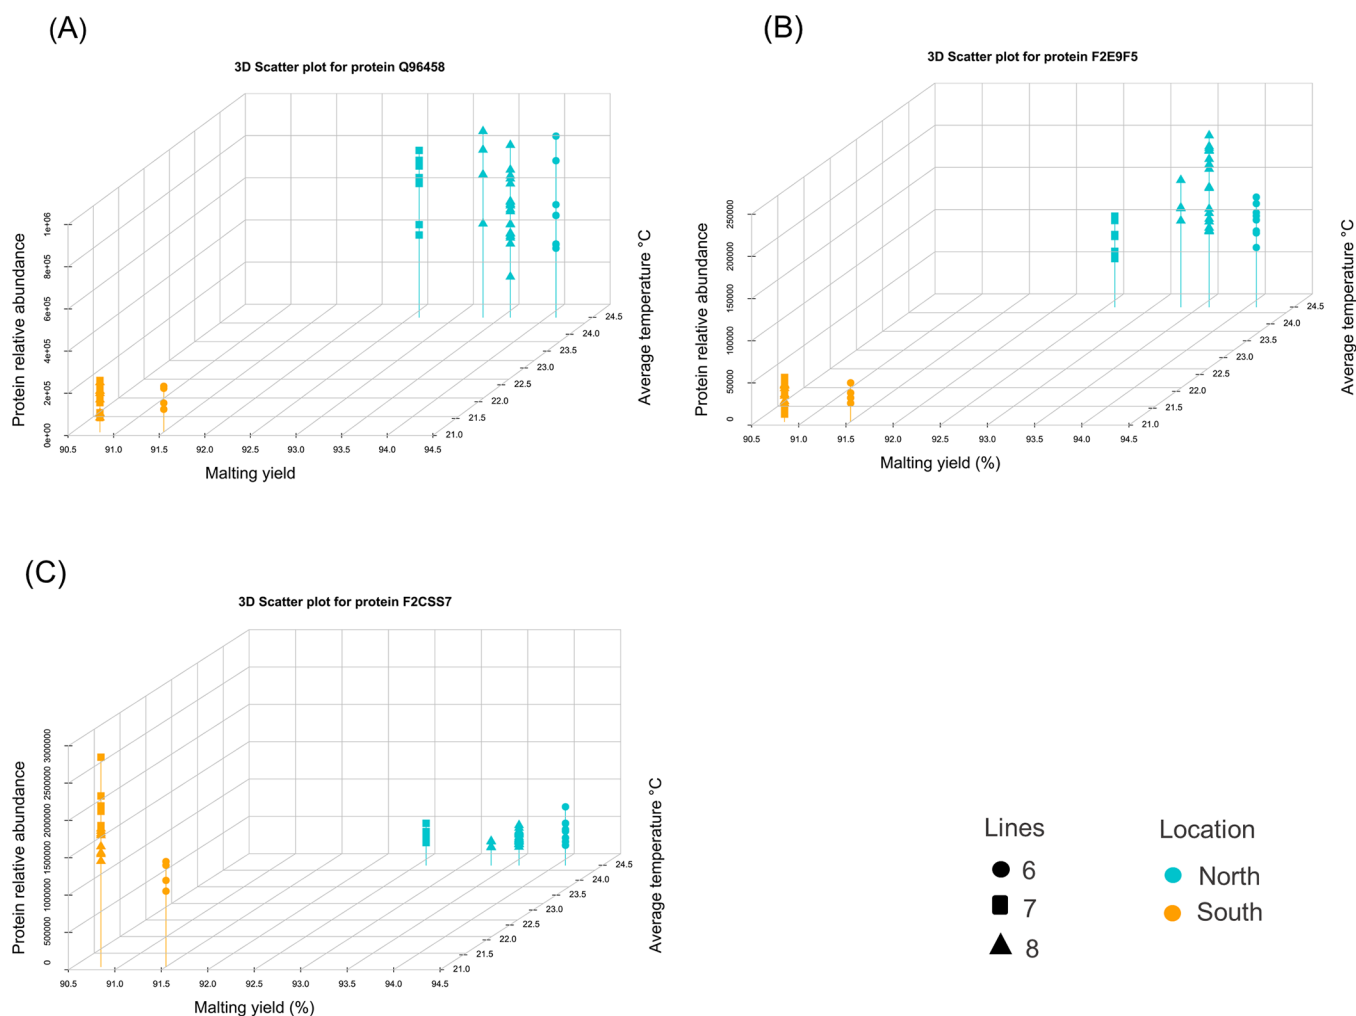 (A)
3D Scatter plot for protein Q96458
Protein relative abundance
0e+00 2e+05 4e+05 6e+05 8e+05 1e+06
90.5 91.0 91.5 92.0 92.5 93.0 93.5 94.0 94.5
Malting yield
21.0 21.5 22.0 22.5 23.0 23.5 24.0 24.5
Average temperature °C
(B)
3D Scatter plot for protein F2E9F5
Protein relative abundance
0 50000 100000 150000 200000 250000
90.5 91.0 91.5 92.0 92.5 93.0 93.5 94.0 94.5
Malting yield (%)
21.0 21.5 22.0 22.5 23.0 23.5 24.0 24.5
Average temperature °C
(C)
3D Scatter plot for protein F2CSS7
Protein relative abundance
0 500000 1000000 1500000 2000000 2500000 3000000
90.5 91.0 91.5 92.0 92.5 93.0 93.5 94.0 94.5
Malting yield (%)
21.0 21.5 22.0 22.5 23.0 23.5 24.0 24.5
Average temperature °C
Lines
6
7
8
Location
North
South